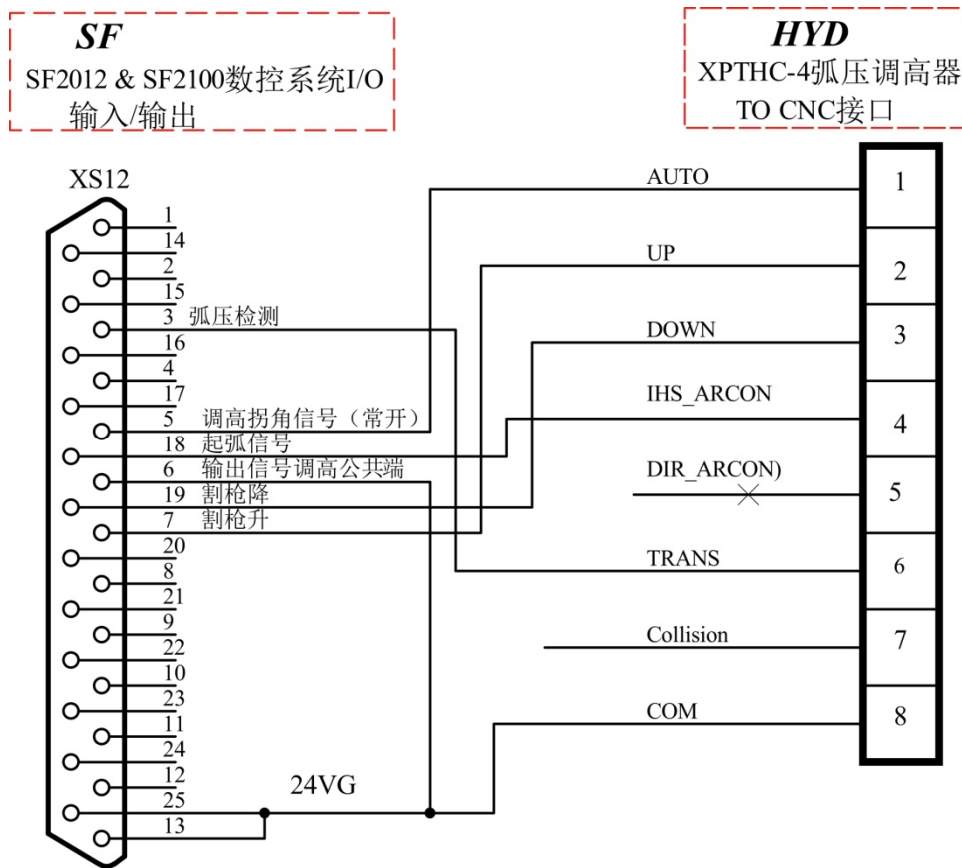 SF
SF2012 & SF2100数控系统I/O
输入/输出
HYD
XPTHC-4弧压调高器
TO CNC接口
XS12
1
14
2
15
3 弧压检测
16
4
17
5 调高拐角信号（常开）
18 起弧信号
6 输出信号调高公共端
19 割枪降
7 割枪升
20
8
21
9
22
10
23
11
24
12
25
13
24VG
AUTO 1
UP 2
DOWN 3
IHS_ARCON 4
DIR_ARCON) 5
TRANS 6
Collision 7
COM 8